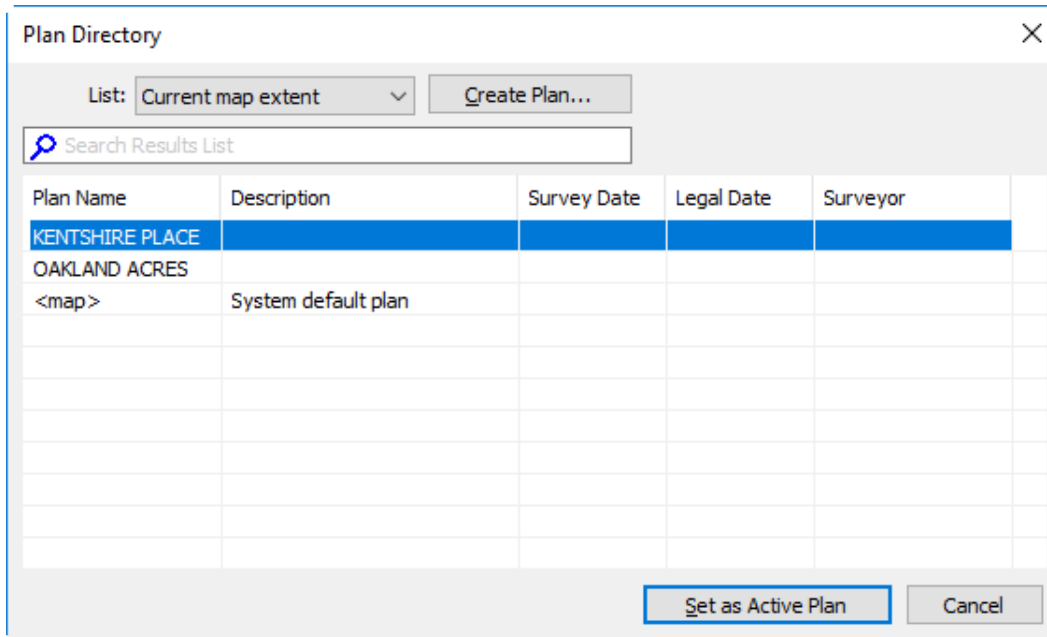 Plan Directory
List: Current map extent Create Plan...
Search Results List
Plan Name Description Survey Date Legal Date Surveyor
KENTSHIRE PLACE
OAKLAND ACRES
<map> System default plan
Set as Active Plan Cancel